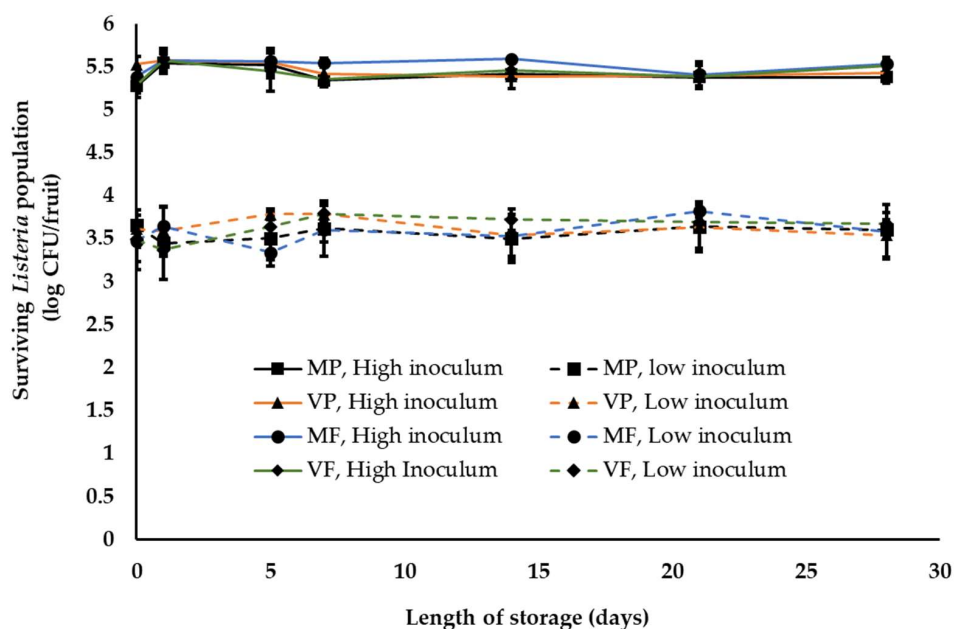 6
5.5
5
4.5
4
3.5
3
2.5
2
1.5
1
0.5
0
Surviving Listeria population
(log CFU/fruit)
MP, High inoculum
MP, low inoculum
VP, High inoculum
VP, Low inoculum
MF, High inoculum
MF, Low inoculum
VF, High Inoculum
VF, Low inoculum
0 5 10 15 20 25 30
Length of storage (days)